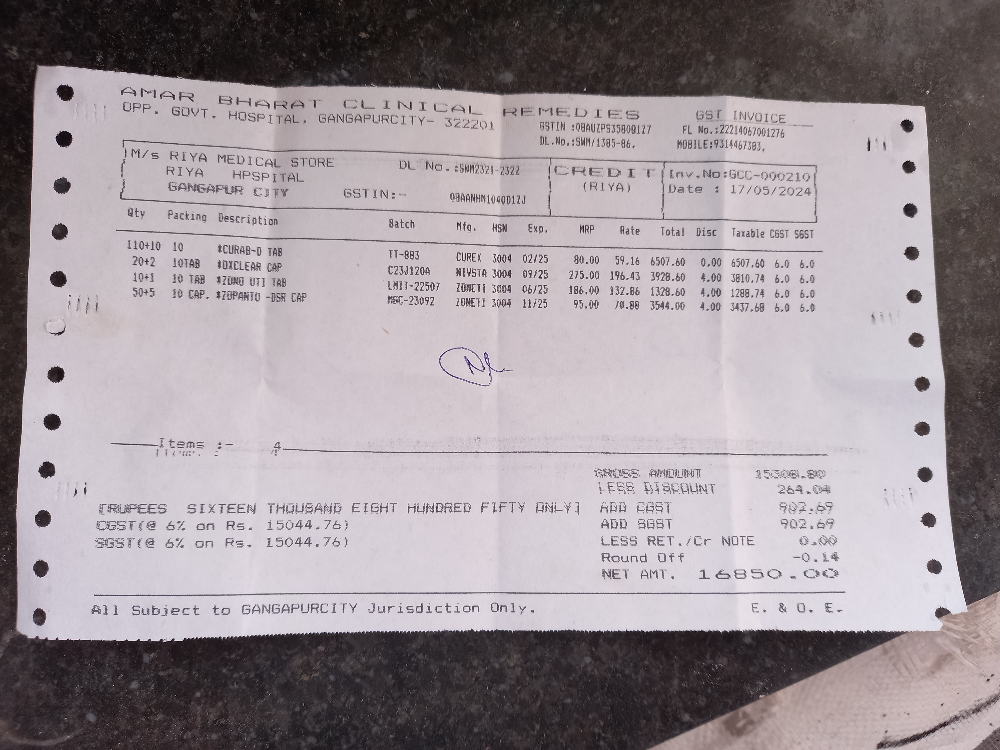 AMAR BHARAT CLINICAL REMEDIES
OPP. GOVT. HOSPITAL, GANGAPURCITY- 322201
GST INVOICE
GSTIN :08AUZPS3580Q1Z7 FL No.:22214067001276
DL.No.:SWM/1385-86. MOBILE:9314467383,
M/s RIYA MEDICAL STORE DL No.:SWM2321-2322
RIYA HPSPITAL
GANGAPUR CITY GSTIN:- 08AANHM1040D1ZJ
CREDIT
(RIYA)
Inv.No:GCC-000210
Date : 17/05/2024
Qty Packing Description Batch Mfg. HSN Exp. MRP Rate Total Disc Taxable CGST SGST
110+10 10 *CURAB-D TAB TT-883 CUREX 3004 02/25 80.00 59.16 6507.60 0.00 6507.60 6.0 6.0
20+2 10TAB *OXCLEAR CAP C23J120A NIVSTA 3004 09/25 275.00 196.43 3928.60 4.00 3810.74 6.0 6.0
10+1 10 TAB *ZONO UTI TAB LMIT-22507 ZONETI 3004 06/25 186.00 132.86 1328.60 4.00 1288.74 6.0 6.0
50+5 10 CAP. *ZOPANTO -DSR CAP MGC-23092 ZONETI 3004 11/25 95.00 70.88 3544.00 4.00 3437.68 6.0 6.0
Items :- 4
GROSS AMOUNT 15308.80
LESS DISCOUNT 264.04
[RUPEES SIXTEEN THOUSAND EIGHT HUNDRED FIFTY ONLY] ADD CGST 902.69
CGST(@ 6% on Rs. 15044.76) ADD SGST 902.69
SGST(@ 6% on Rs. 15044.76) LESS RET./Cr NOTE 0.00
Round Off -0.14
NET AMT. 16850.00
All Subject to GANGAPURCITY Jurisdiction Only. E. & O. E.